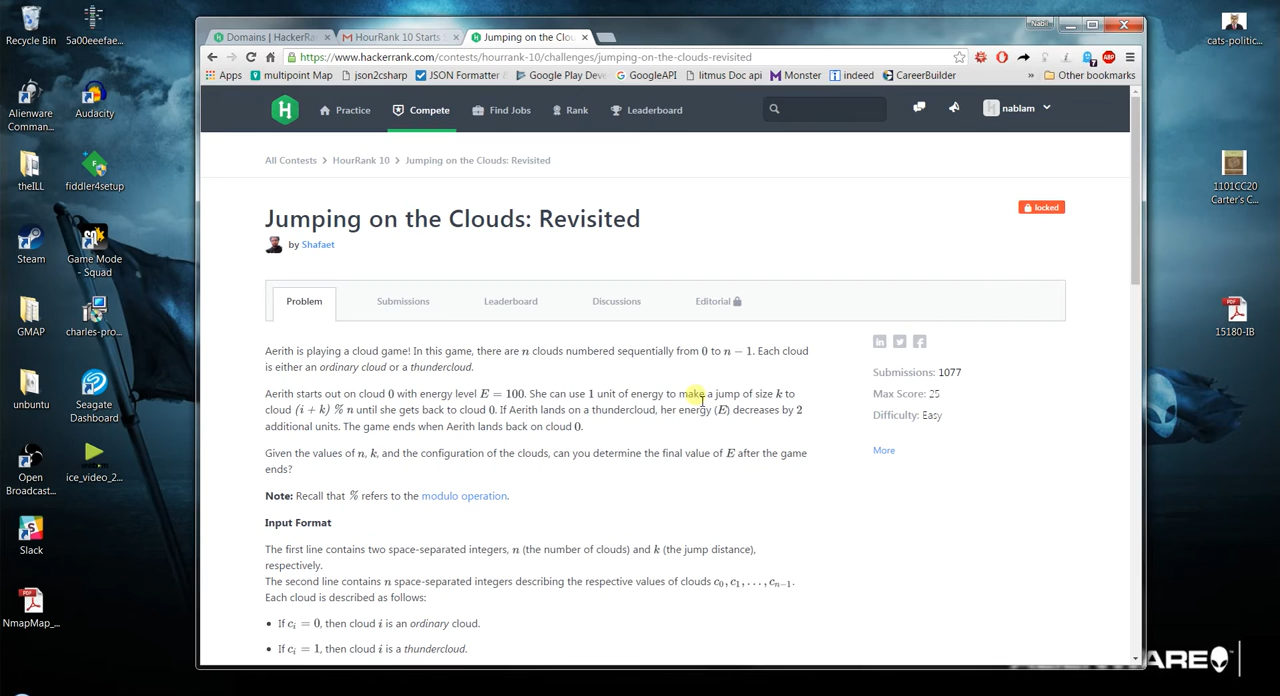 Recycle Bin
5a00eeefae...
Alienware
Comman...
Audacity
theILL
fiddler4setup
Steam
Game Mode
- Squad
GMAP
charles-pro...
unbuntu
Seagate
Dashboard
Open
Broadcast...
ice_video_2...
Slack
NmapMap_...
Nabil
Domains | HackerRa
HourRank 10 Starts
Jumping on the Clou
https://www.hackerrank.com/contests/hourrank-10/challenges/jumping-on-the-clouds-revisited
Apps
multipoint Map
json2csharp
JSON Formatter &
Google Play Deve
GoogleAPI
litmus Doc api
Monster
indeed
CareerBuilder
»
Other bookmarks
H
Practice
Compete
Find Jobs
Rank
Leaderboard
nablam
All Contests > HourRank 10 > Jumping on the Clouds: Revisited
Jumping on the Clouds: Revisited
locked
by Shafaet
Problem
Submissions
Leaderboard
Discussions
Editorial
Aerith is playing a cloud game! In this game, there are n clouds numbered sequentially from 0 to n − 1. Each cloud
is either an ordinary cloud or a thundercloud.
Aerith starts out on cloud 0 with energy level E = 100. She can use 1 unit of energy to make a jump of size k to
cloud (i + k) % n until she gets back to cloud 0. If Aerith lands on a thundercloud, her energy (E) decreases by 2
additional units. The game ends when Aerith lands back on cloud 0.
Given the values of n, k, and the configuration of the clouds, can you determine the final value of E after the game
ends?
Note: Recall that % refers to the modulo operation.
Input Format
The first line contains two space-separated integers, n (the number of clouds) and k (the jump distance),
respectively.
The second line contains n space-separated integers describing the respective values of clouds c0, c1, . . . , cn−1.
Each cloud is described as follows:
• If ci = 0, then cloud i is an ordinary cloud.
• If ci = 1, then cloud i is a thundercloud.
Submissions: 1077
Max Score: 25
Difficulty: Easy
More
cats-politic...
1101CC20
Carter's C...
15180-IB
ALIENWARE